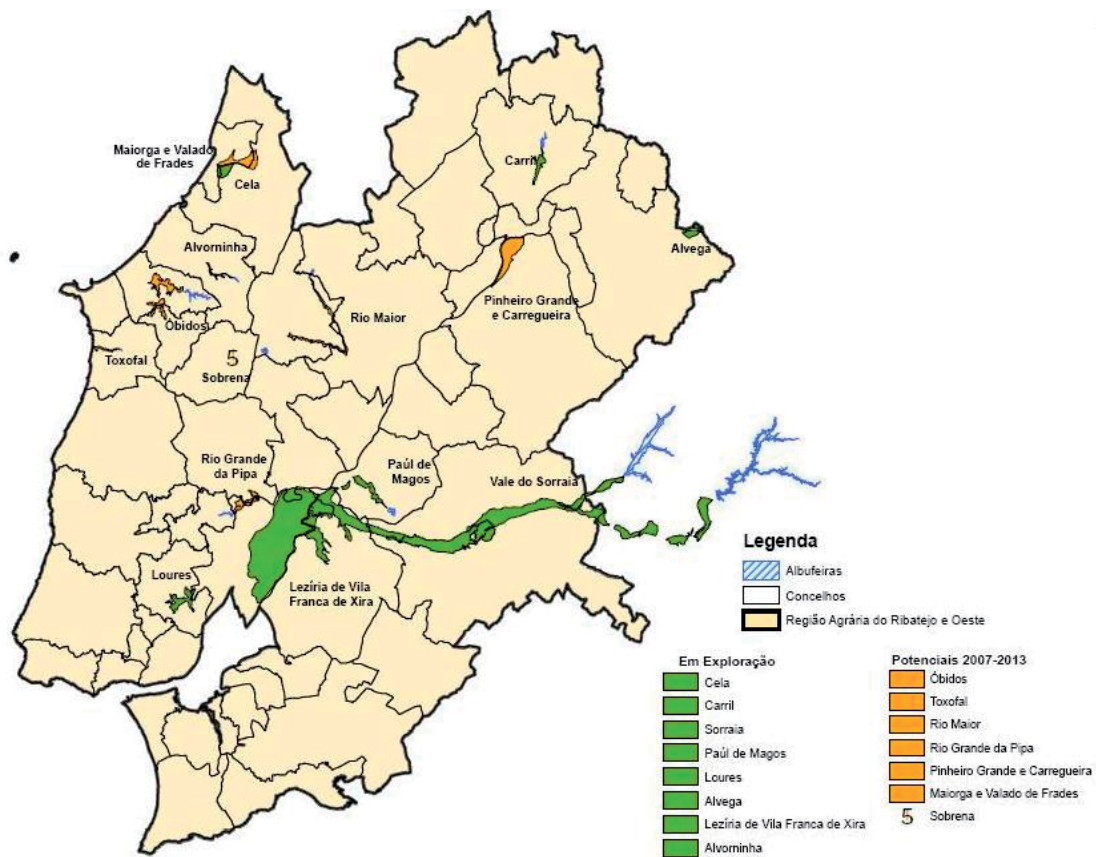 Maiorga e Valado
de Frades
Cela
Carril
Alvega
Alvorninha
Óbidos
Rio Maior
Pinheiro Grande
e Carregueira
Toxofal
5
Sobrena
Rio Grande
da Pipa
Paúl de
Magos
Vale do Sorraia
Loures
Lezíria de Vila
Franca de Xira
Legenda
Albufeiras
Concelhos
Região Agrária do Ribatejo e Oeste
Em Exploração
Cela
Carril
Sorraia
Paúl de Magos
Loures
Alvega
Lezíria de Vila Franca de Xira
Alvorninha
Potenciais 2007-2013
Óbidos
Toxofal
Rio Maior
Rio Grande da Pipa
Pinheiro Grande e Carregueira
Maiorga e Valado de Frades
5 Sobrena